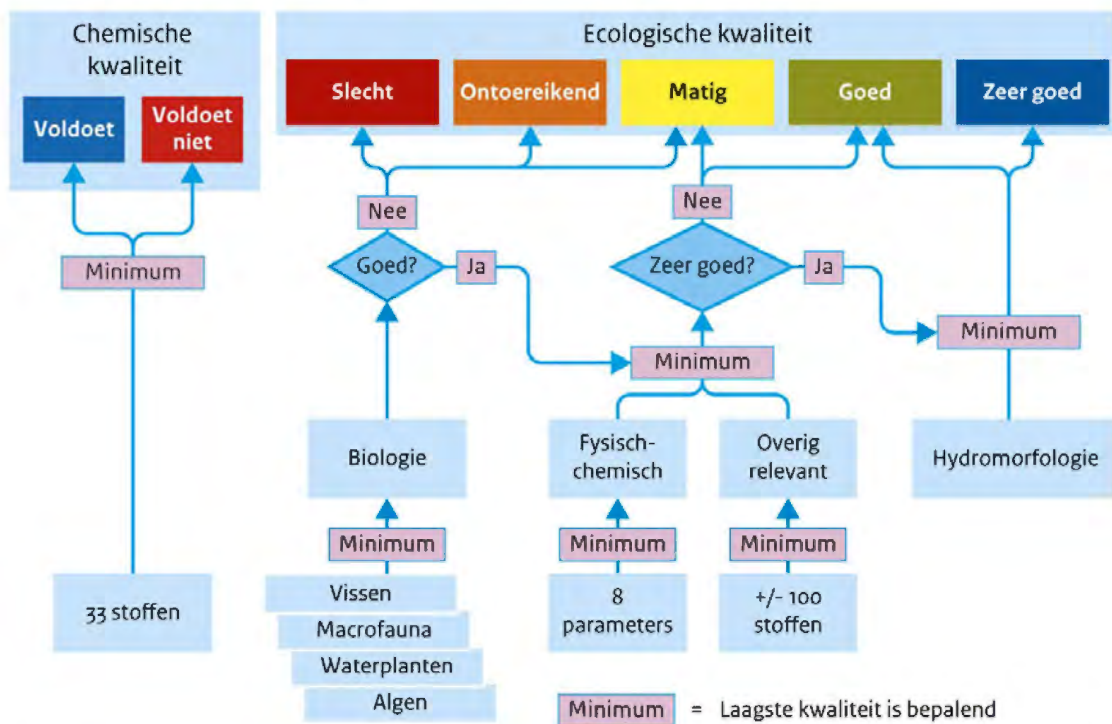 Chemische
kwaliteit
Voldoet
Voldoet
niet
Minimum
33 stoffen
Ecologische kwaliteit
Slecht
Ontoereikend
Matig
Goed
Zeer goed
Nee
Nee
Goed?
Ja
Zeer goed?
Ja
Minimum
Minimum
Biologie
Fysisch-
chemisch
Overig
relevant
Hydromorfologie
Minimum
Minimum
Minimum
Vissen
Macrofauna
Waterplanten
Algen
8
parameters
+/- 100
stoffen
Minimum = Laagste kwaliteit is bepalend